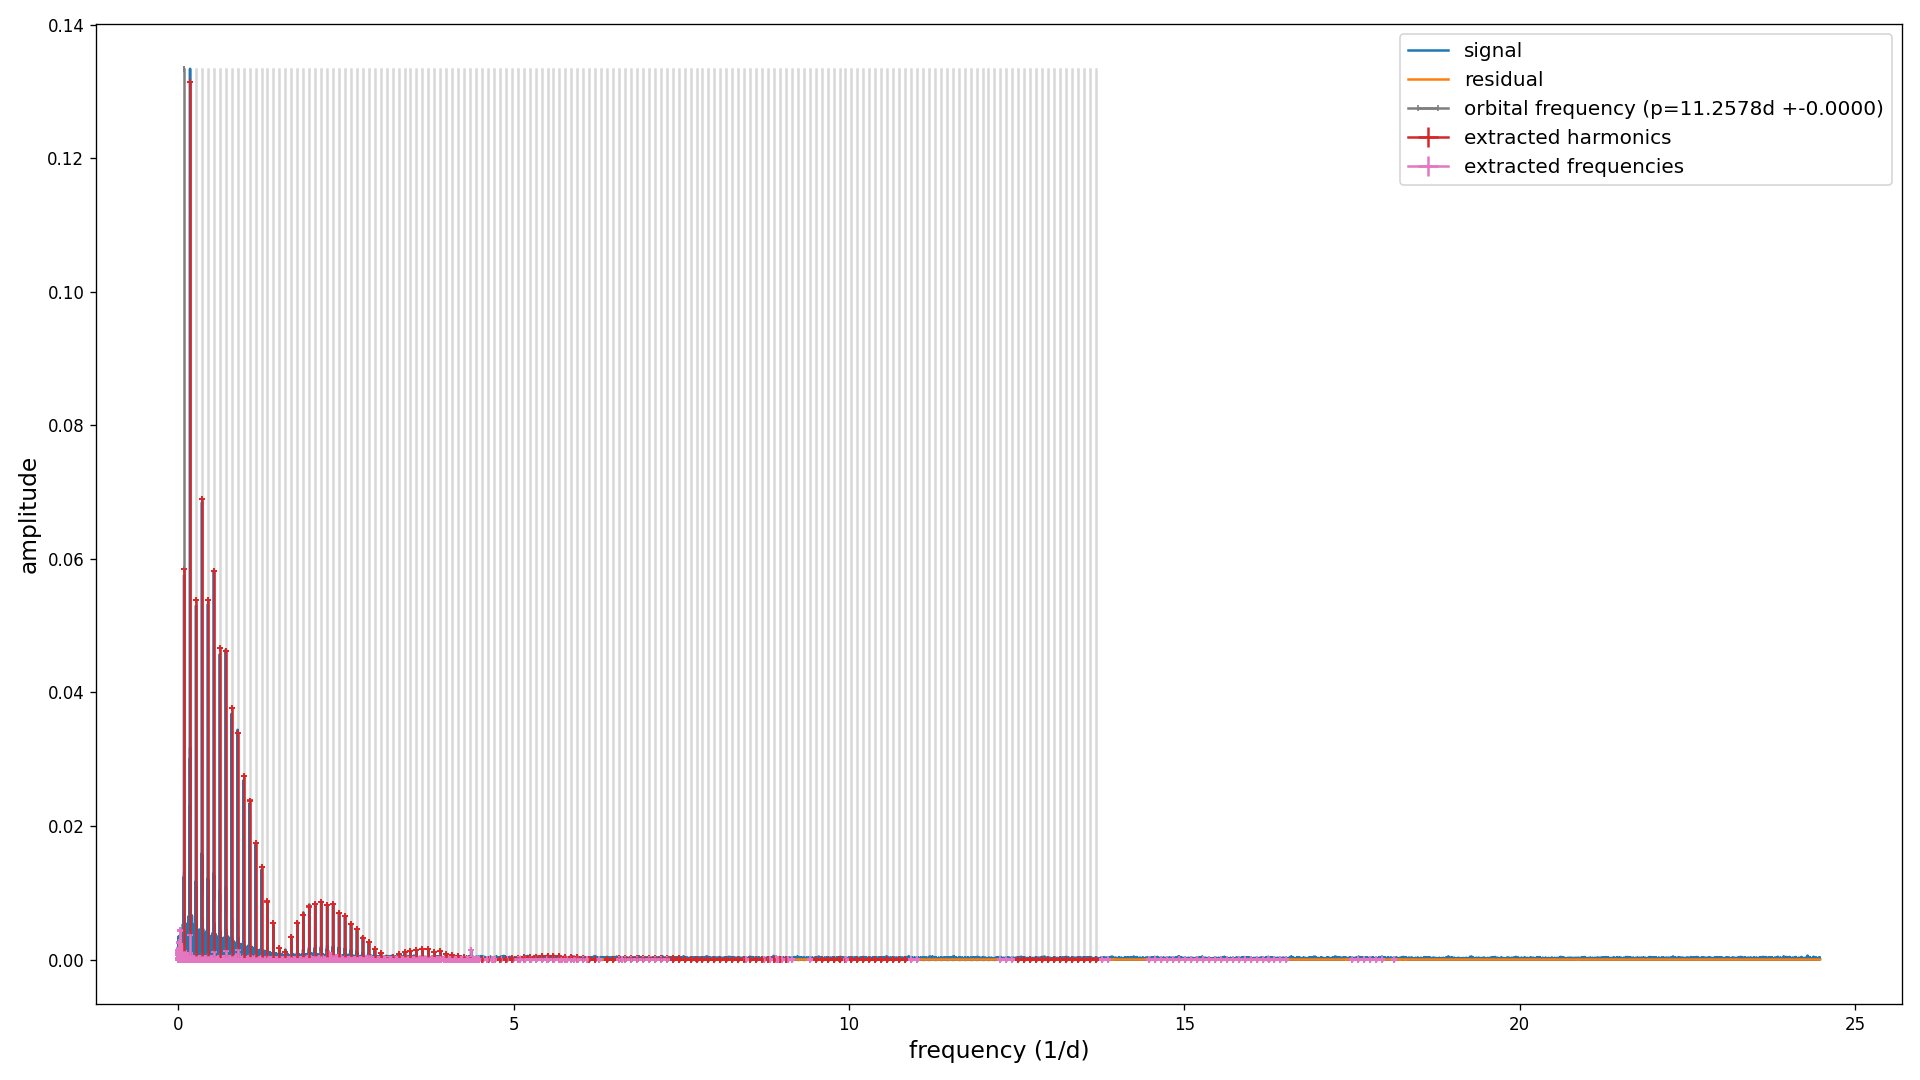 0.14
0.12
0.10
0.08
0.06
0.04
0.02
0.00
amplitude
0
5
10
15
20
25
frequency (1/d)
signal
residual
orbital frequency (p=11.2578d +-0.0000)
extracted harmonics
extracted frequencies